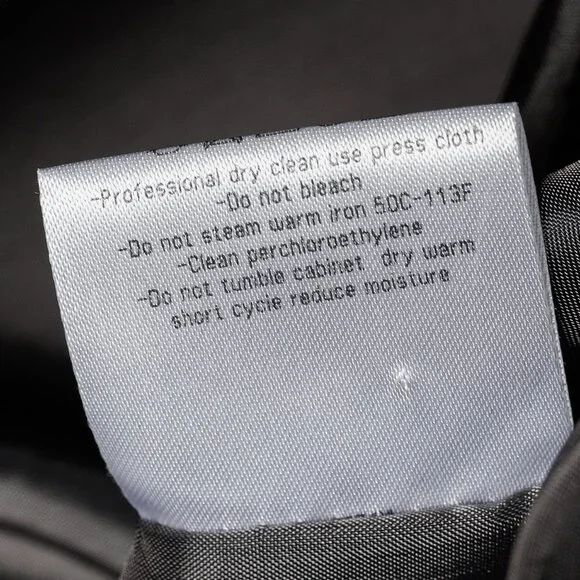 -Professional dry clean use press cloth
-Do not bleach
-Do not steam warm iron 50C-113F
-Clean perchloroethylene
-Do not tumble cabinet dry warm
short cycle reduce moisture